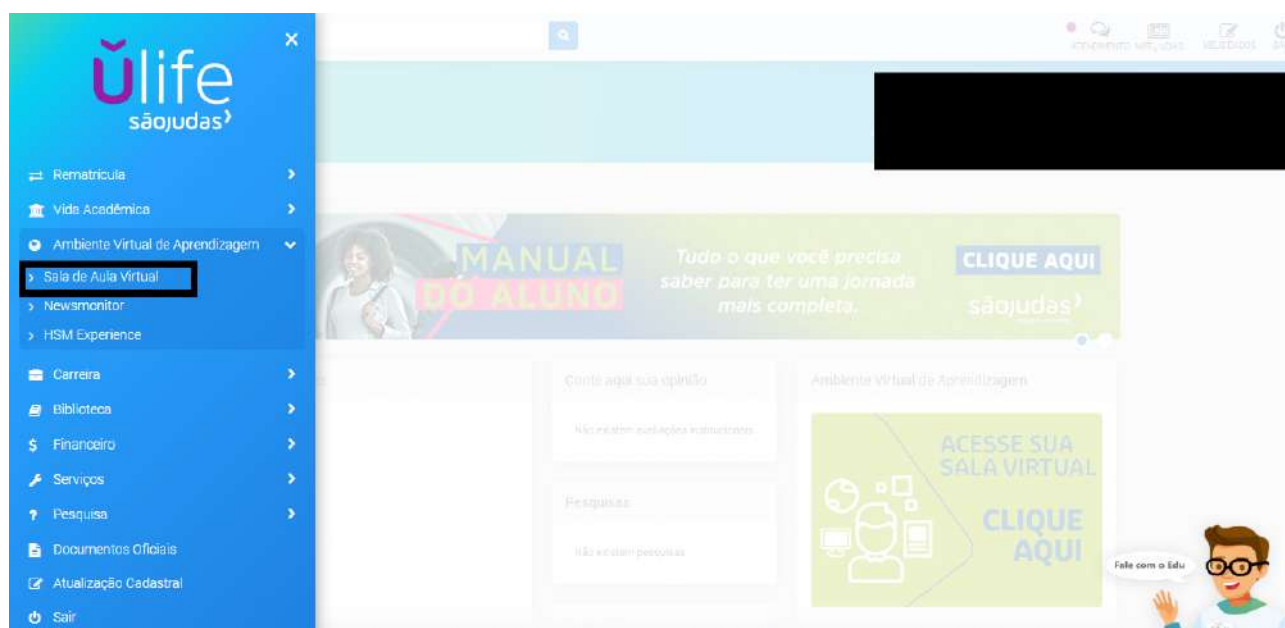 ×
Ŭlife
sãojudas
Rematrícula
Vida Acadêmica
Ambiente Virtual de Aprendizagem
Sala de Aula Virtual
Newsmonitor
HSM Experience
Carreira
Biblioteca
$ Financeiro
Serviços
? Pesquisa
Documentos Oficiais
Atualização Cadastral
Sair
ATENDIMENTO
MANUAL
DO ALUNO
Tudo o que você precisa
saber para ter uma jornada
mais completa.
CLIQUE AQUI
sãojudas
Conte aqui sua opinião
Não existem avaliações institucionais
Pesquisas
Não existem pesquisas
Ambiente Virtual de Aprendizagem
ACESSE SUA
SALA VIRTUAL
CLIQUE
AQUI
Fale com o Edu